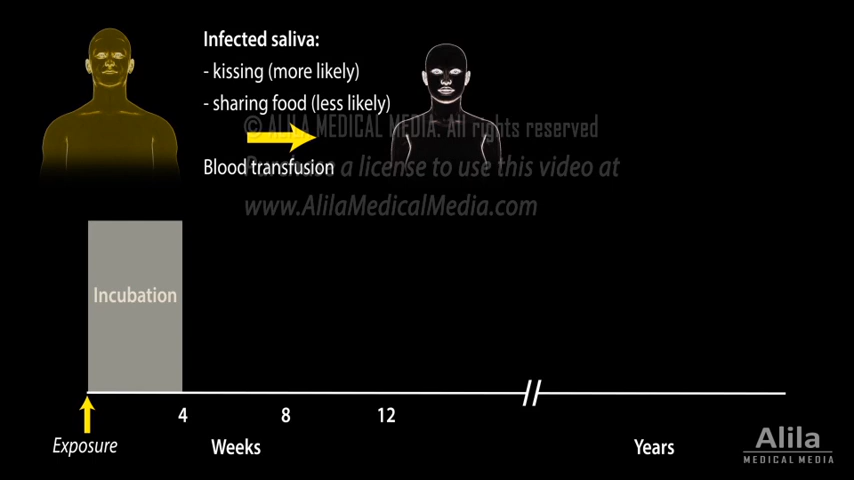 Infected saliva:
- kissing (more likely)
- sharing food (less likely)
© ALILA MEDICAL MEDIA. All rights reserved
Blood transfusion
Purchase a license to use this video at
www.AlilaMedicalMedia.com
Incubation
4 8 12
Exposure Weeks Years
Alila
MEDICAL MEDIA